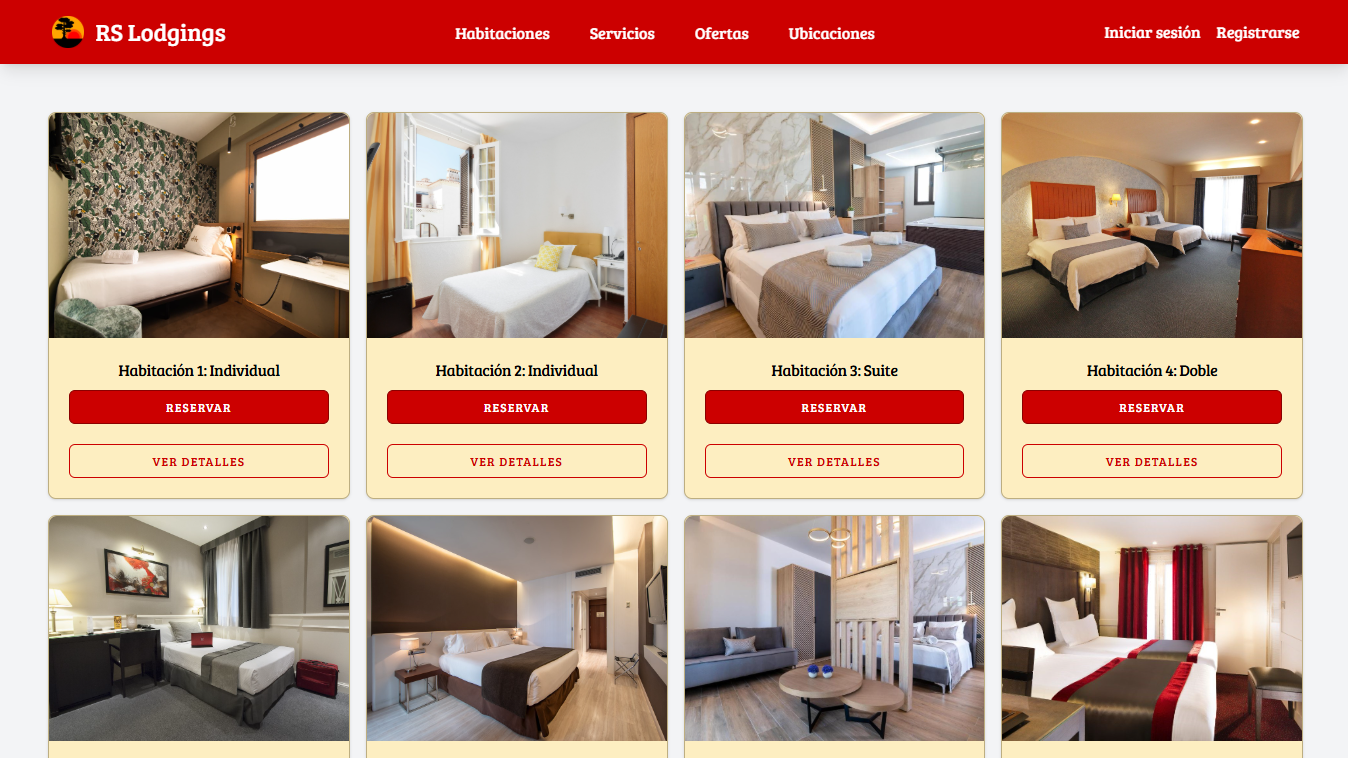 RS Lodgings
Habitaciones Servicios Ofertas Ubicaciones
Iniciar sesión Registrarse
Habitación 1: Individual
RESERVAR
VER DETALLES
Habitación 2: Individual
RESERVAR
VER DETALLES
Habitación 3: Suite
RESERVAR
VER DETALLES
Habitación 4: Doble
RESERVAR
VER DETALLES